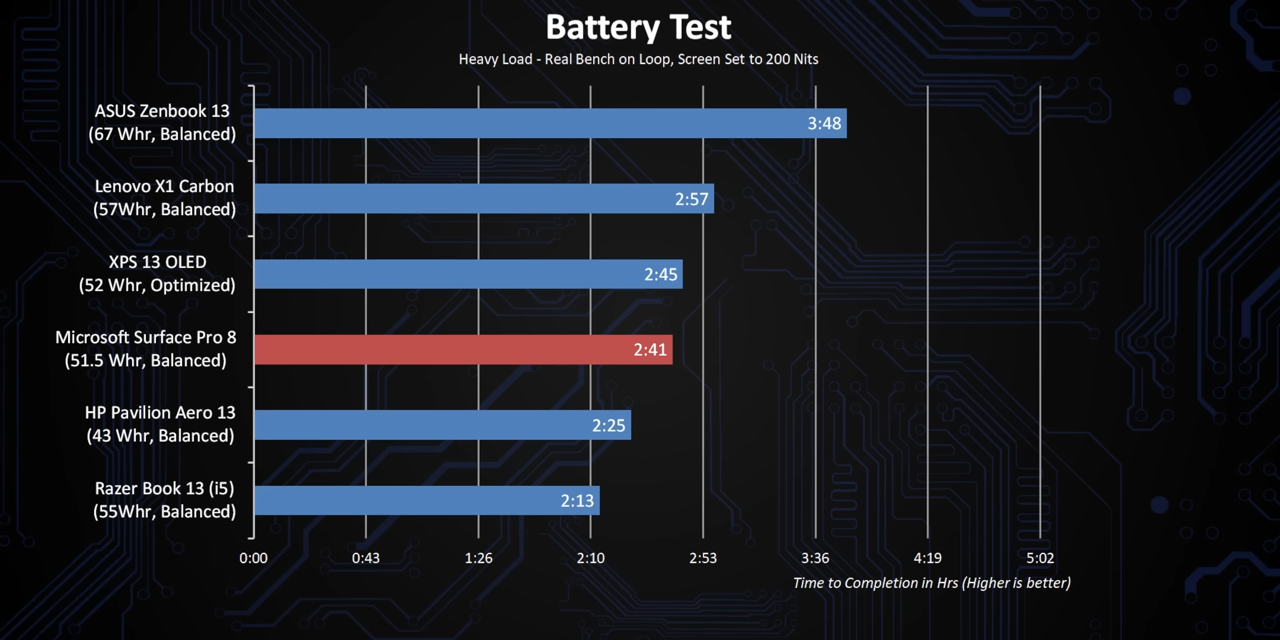 Battery Test
Heavy Load - Real Bench on Loop, Screen Set to 200 Nits
ASUS Zenbook 13
(67 Whr, Balanced)
3:48
Lenovo X1 Carbon
(57Whr, Balanced)
2:57
XPS 13 OLED
(52 Whr, Optimized)
2:45
Microsoft Surface Pro 8
(51.5 Whr, Balanced)
2:41
HP Pavilion Aero 13
(43 Whr, Balanced)
2:25
Razer Book 13 (i5)
(55Whr, Balanced)
2:13
0:00 0:43 1:26 2:10 2:53 3:36 4:19 5:02
Time to Completion in Hrs (Higher is better)